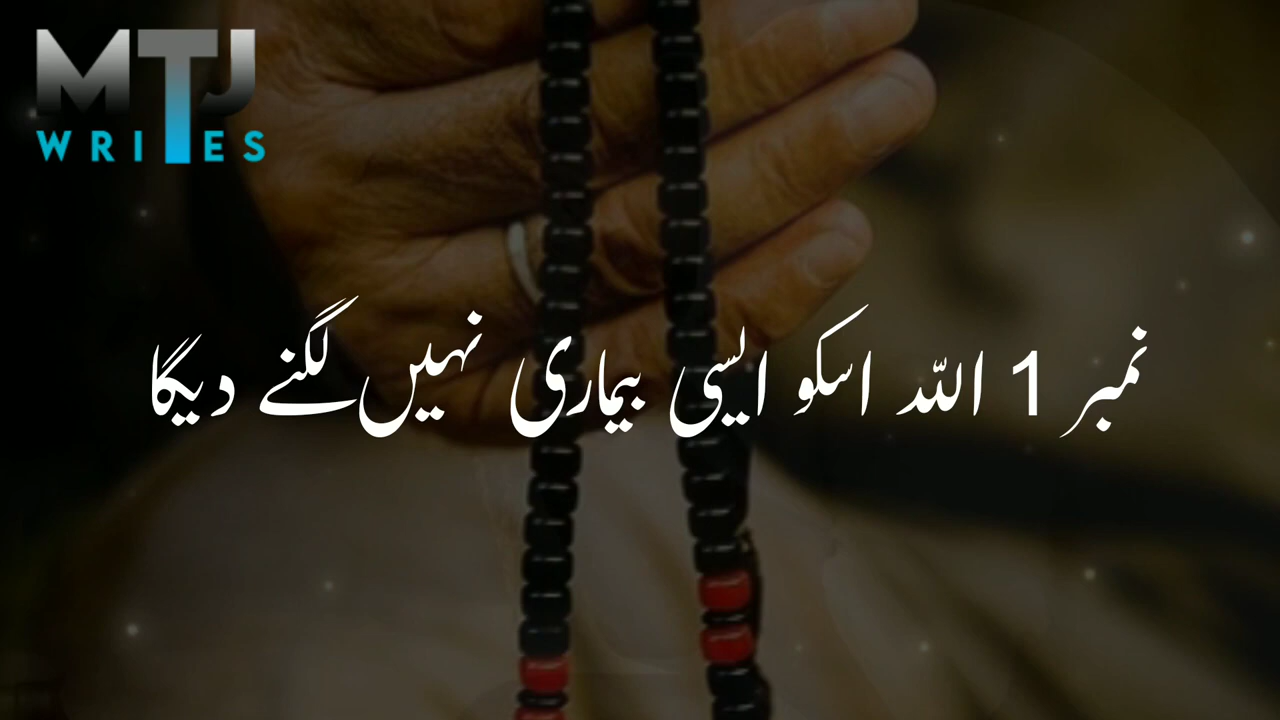 MTJ
WRITES
نمبر 1 اللہ اسکو ایسی بیماری نہیں لگنے دیگا